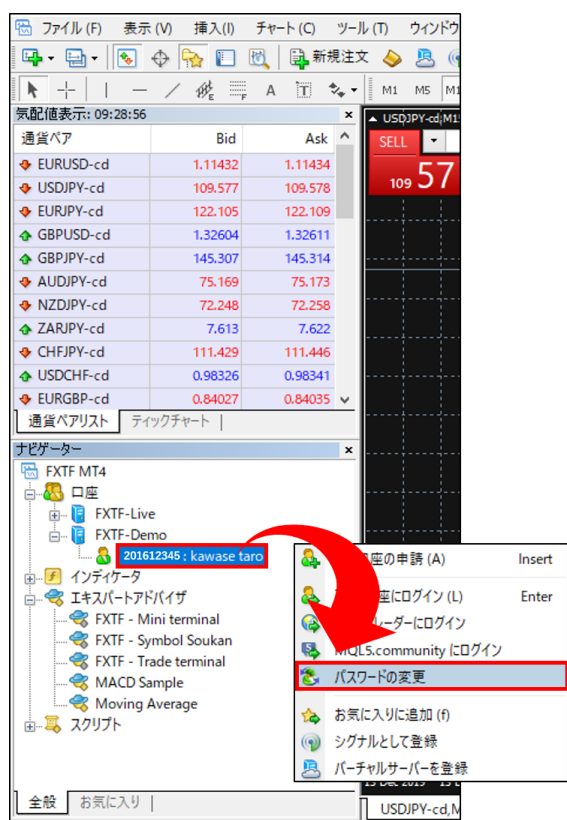 ファイル (F) 表示 (V) 挿入(I) チャート (C) ツール (T) ウィンドウ
新規注文
A T M1 M5 M1
気配値表示: 09:28:56
通貨ペア Bid Ask
EURUSD-cd 1.11432 1.11434
USDJPY-cd 109.577 109.578
EURJPY-cd 122.105 122.109
GBPUSD-cd 1.32604 1.32611
GBPJPY-cd 145.307 145.314
AUDJPY-cd 75.169 75.173
NZDJPY-cd 72.248 72.258
ZARJPY-cd 7.613 7.622
CHFJPY-cd 111.429 111.446
USDCHF-cd 0.98326 0.98341
EURGBP-cd 0.84027 0.84035
通貨ペアリスト ティックチャート
USDJPY-cd,M1
SELL
109 57
ナビゲーター
FXTF MT4
口座
FXTF-Live
FXTF-Demo
201612345 : kawase taro
インディケータ
エキスパートアドバイザ
FXTF - Mini terminal
FXTF - Symbol Soukan
FXTF - Trade terminal
MACD Sample
Moving Average
スクリプト
全般 お気に入り
口座の申請 (A) Insert
座にログイン (L) Enter
レーダーにログイン
MQL5.community にログイン
パスワードの変更
お気に入りに追加 (f)
シグナルとして登録
バーチャルサーバーを登録
13 Dec 2019
USDJPY-cd,M